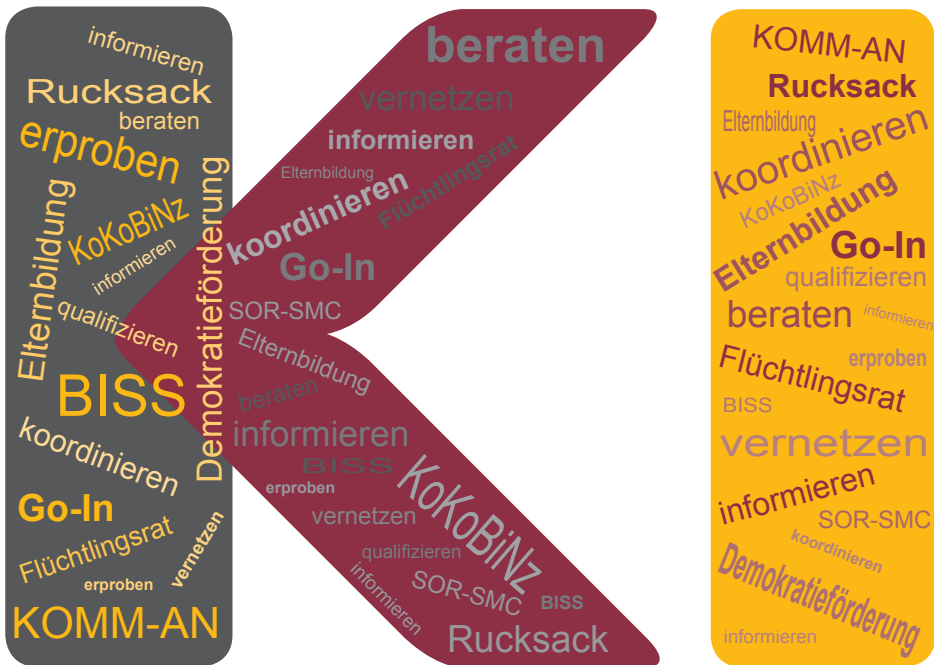 informieren
Rucksack
beraten
erproben
Elternbildung
KoKoBiNz
informieren
Demokratieförderung
qualifizieren
BISS
koordinieren
Go-In
Flüchtlingsrat
vernetzen
erproben
KOMM-AN
beraten
vernetzen
informieren
Elternbildung
koordinieren
Flüchtlingsrat
Go-In
SOR-SMC
Elternbildung
beraten
informieren
BISS
KoKoBiNz
erproben
vernetzen
qualifizieren
informieren
SOR-SMC
BISS
Rucksack
KOMM-AN
Rucksack
Elternbildung
koordinieren
KoKoBiNz
Elternbildung
Go-In
qualifizieren
beraten
informieren
Flüchtlingsrat
erproben
BISS
vernetzen
informieren
SOR-SMC
koordinieren
Demokratieförderung
informieren